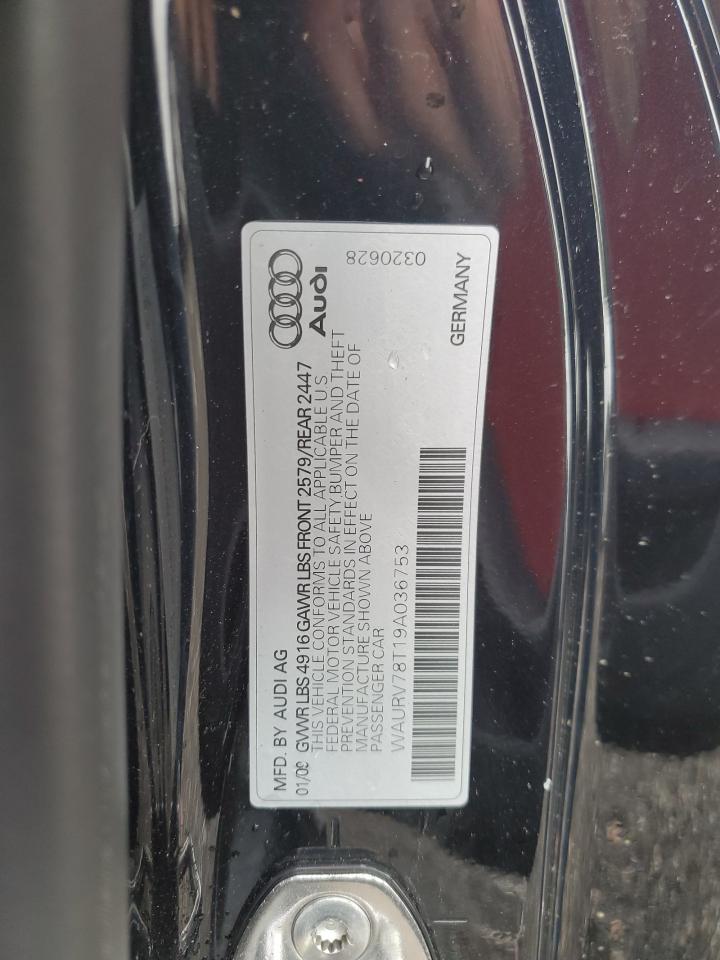 MFD. BY AUDI AG
01/09 GVWR LBS 4916 GAWR LBS FRONT 2579/REAR 2447
THIS VEHICLE CONFORMS TO ALL APPLICABLE US
FEDERAL MOTOR VEHICLE SAFETY,BUMPER AND THEFT
PREVENTION STANDARDS IN EFFECT ON THE DATE OF
MANUFACTURE SHOWN ABOVE
PASSENGER CAR
WAURV78T19A036753
Audi
0320628
GERMANY